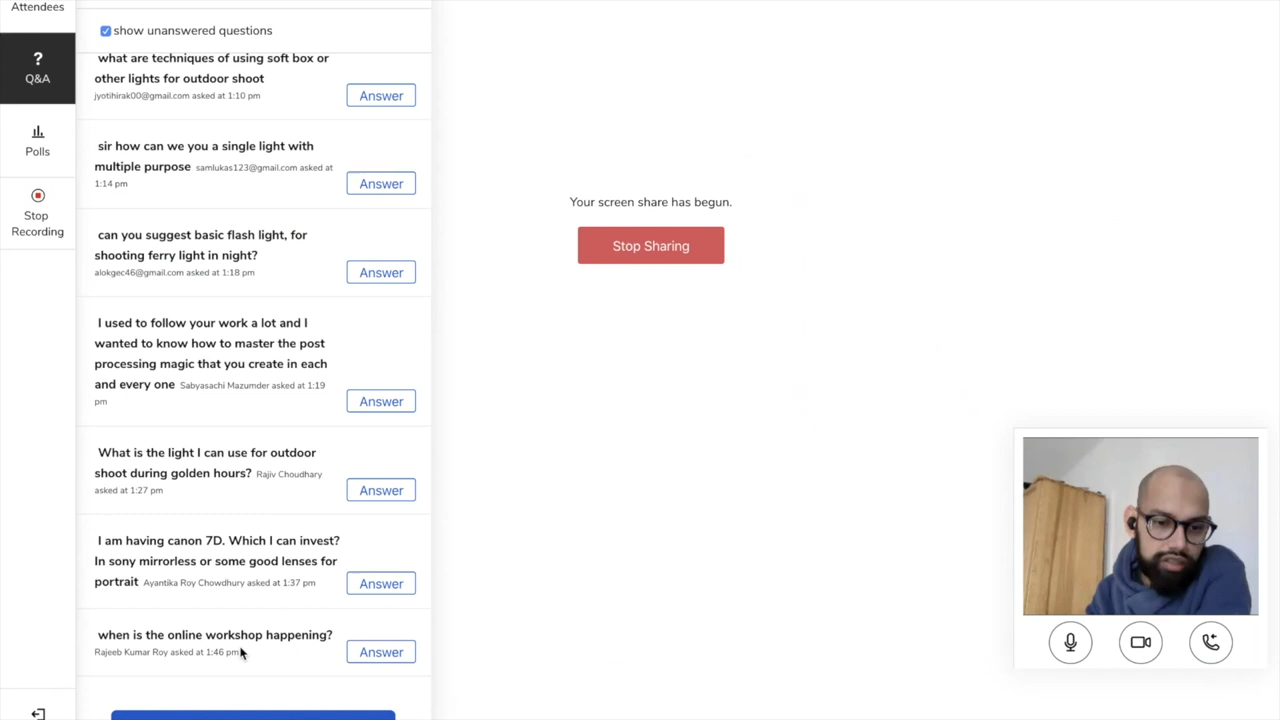 Attendees
?
Q&A
Polls
Stop
Recording
show unanswered questions
what are techniques of using soft box or
other lights for outdoor shoot
jyotihirak00@gmail.com asked at 1:10 pm
Answer
sir how can we you a single light with
multiple purpose samlukas123@gmail.com asked at
1:14 pm
Answer
can you suggest basic flash light, for
shooting ferry light in night?
alokgec46@gmail.com asked at 1:18 pm
Answer
I used to follow your work a lot and I
wanted to know how to master the post
processing magic that you create in each
and every one Sabyasachi Mazumder asked at 1:19
pm
Answer
What is the light I can use for outdoor
shoot during golden hours? Rajiv Choudhary
asked at 1:27 pm
Answer
I am having canon 7D. Which I can invest?
In sony mirrorless or some good lenses for
portrait Ayantika Roy Chowdhury asked at 1:37 pm
Answer
when is the online workshop happening?
Rajeeb Kumar Roy asked at 1:46 pm
Answer
Your screen share has begun.
Stop Sharing